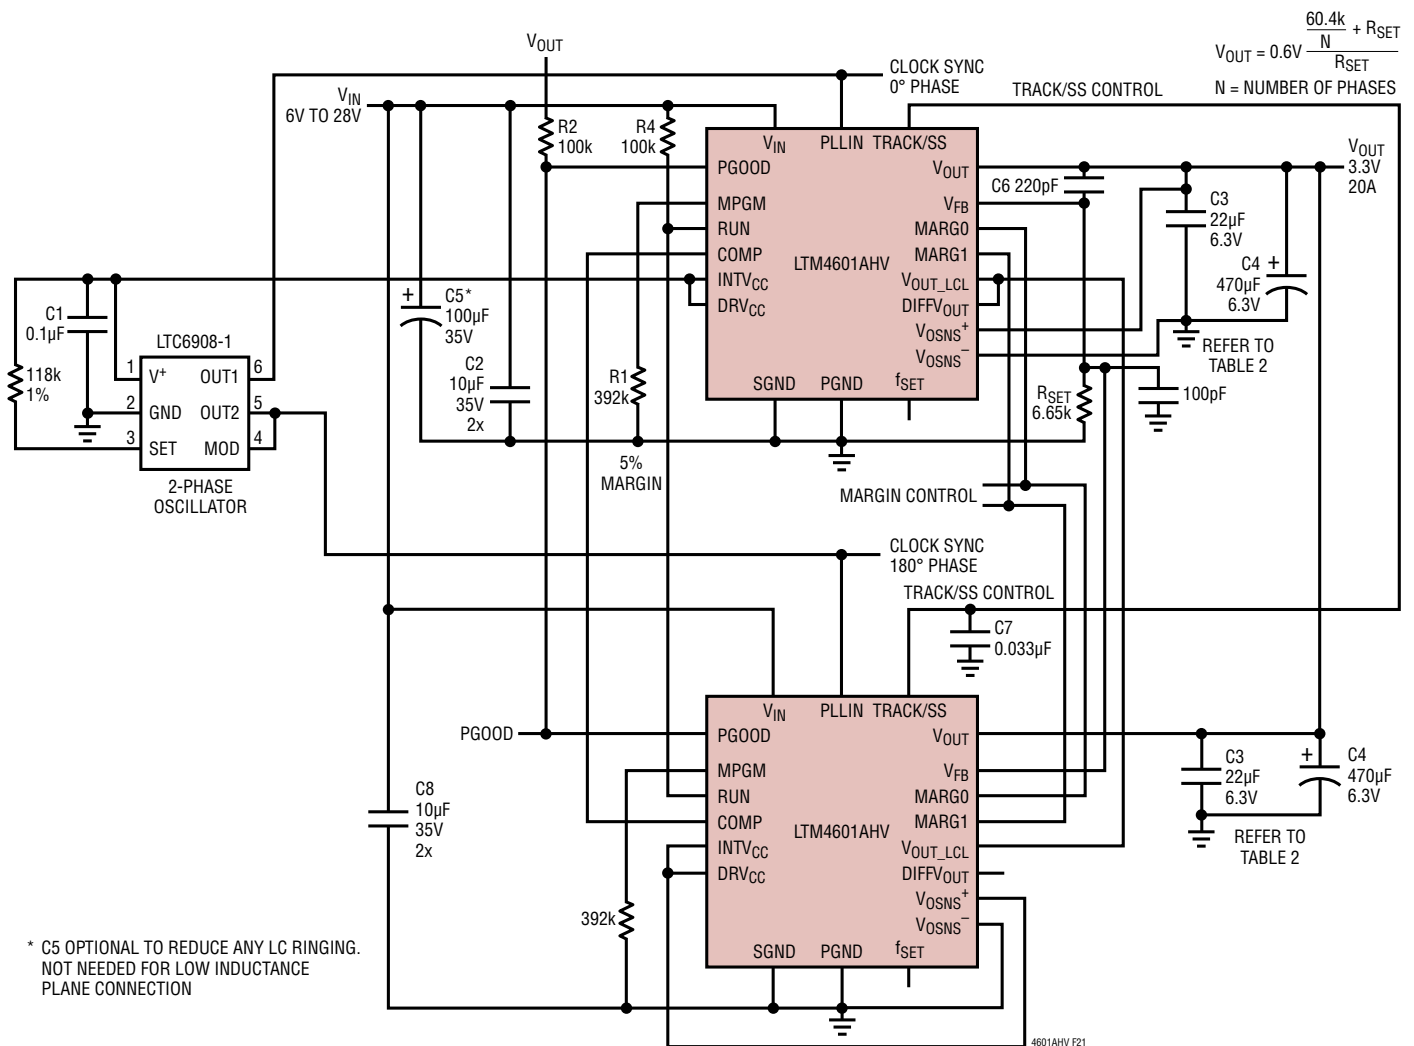 VOUT = 0.6V (60.4k/N + RSET)/RSET
N = NUMBER OF PHASES
VOUT
CLOCK SYNC
0° PHASE
TRACK/SS CONTROL
VIN
6V TO 28V
R2
100k
R4
100k
VIN PLLIN TRACK/SS
PGOOD
MPGM
RUN
COMP
INTVCC
DRVCC
LTM4601AHV
VOUT
VFB
MARG0
MARG1
VOUT_LCL
DIFFVOUT
VOSNS+
VOSNS–
SGND PGND fSET
VOUT
3.3V
20A
C6 220pF
C3
22µF
6.3V
+
C4
470µF
6.3V
REFER TO
TABLE 2
C1
0.1µF
118k
1%
LTC6908-1
1 V+ OUT1 6
2 GND OUT2 5
3 SET MOD 4
2-PHASE
OSCILLATOR
+
C5*
100µF
35V
C2
10µF
35V
2x
R1
392k
5%
MARGIN
RSET
6.65k
100pF
MARGIN CONTROL
CLOCK SYNC
180° PHASE
TRACK/SS CONTROL
C7
0.033µF
PGOOD
VIN PLLIN TRACK/SS
PGOOD
MPGM
RUN
COMP
INTVCC
DRVCC
LTM4601AHV
VOUT
VFB
MARG0
MARG1
VOUT_LCL
DIFFVOUT
VOSNS+
VOSNS–
SGND PGND fSET
C3
22µF
6.3V
+
C4
470µF
6.3V
REFER TO
TABLE 2
C8
10µF
35V
2x
392k
* C5 OPTIONAL TO REDUCE ANY LC RINGING.
NOT NEEDED FOR LOW INDUCTANCE
PLANE CONNECTION
4601AHV F21